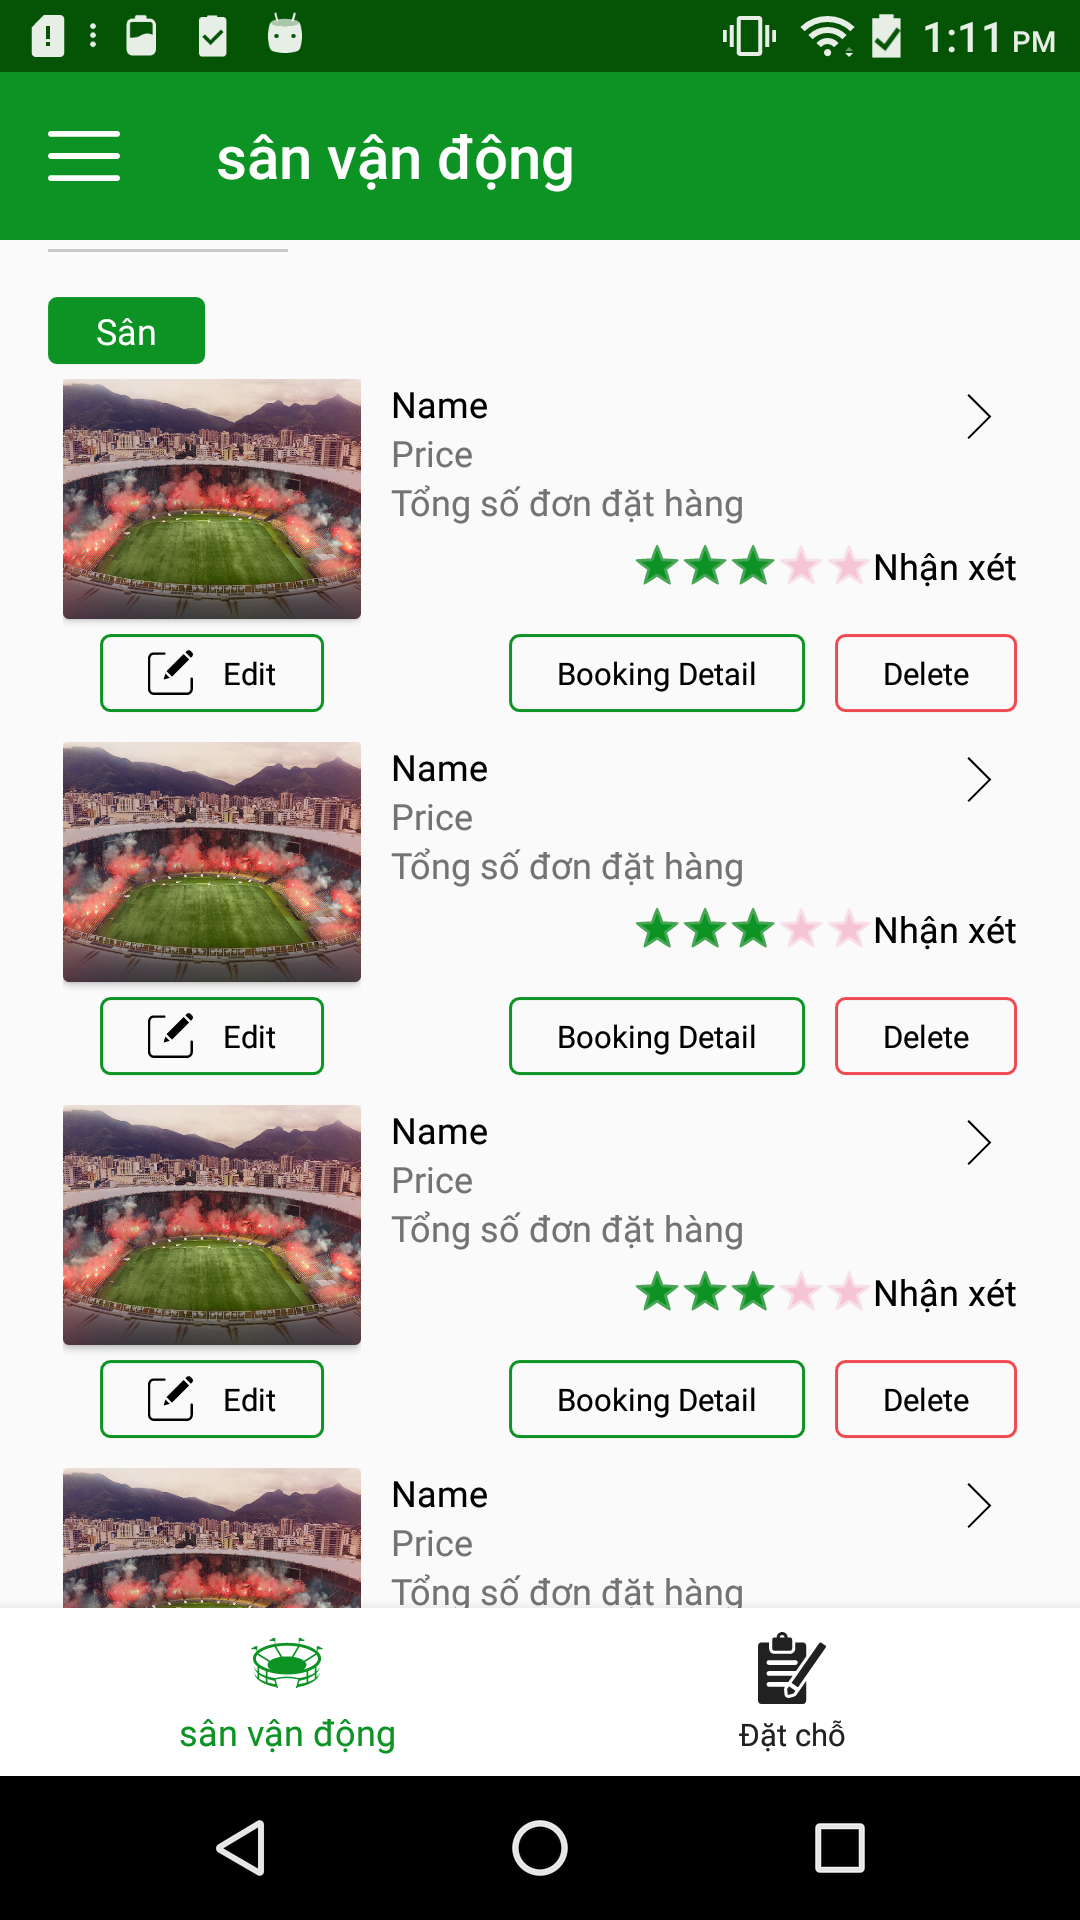 1:11 PM
sân vận động
Sân
Name
Price
Tổng số đơn đặt hàng
Nhận xét
Edit
Booking Detail
Delete
Name
Price
Tổng số đơn đặt hàng
Nhận xét
Edit
Booking Detail
Delete
Name
Price
Tổng số đơn đặt hàng
Nhận xét
Edit
Booking Detail
Delete
Name
Price
Tổng số đơn đặt hàng
sân vận động
Đặt chỗ